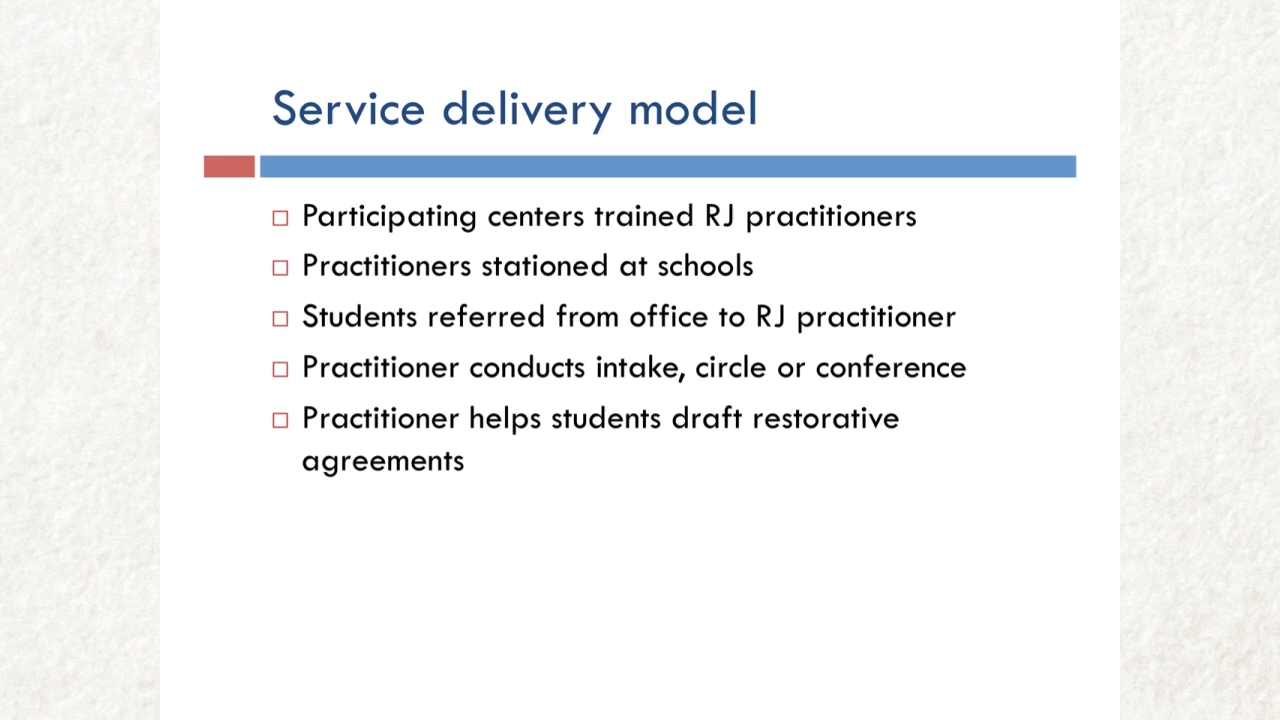 Service delivery model
Participating centers trained RJ practitioners
Practitioners stationed at schools
Students referred from office to RJ practitioner
Practitioner conducts intake, circle or conference
Practitioner helps students draft restorative
agreements